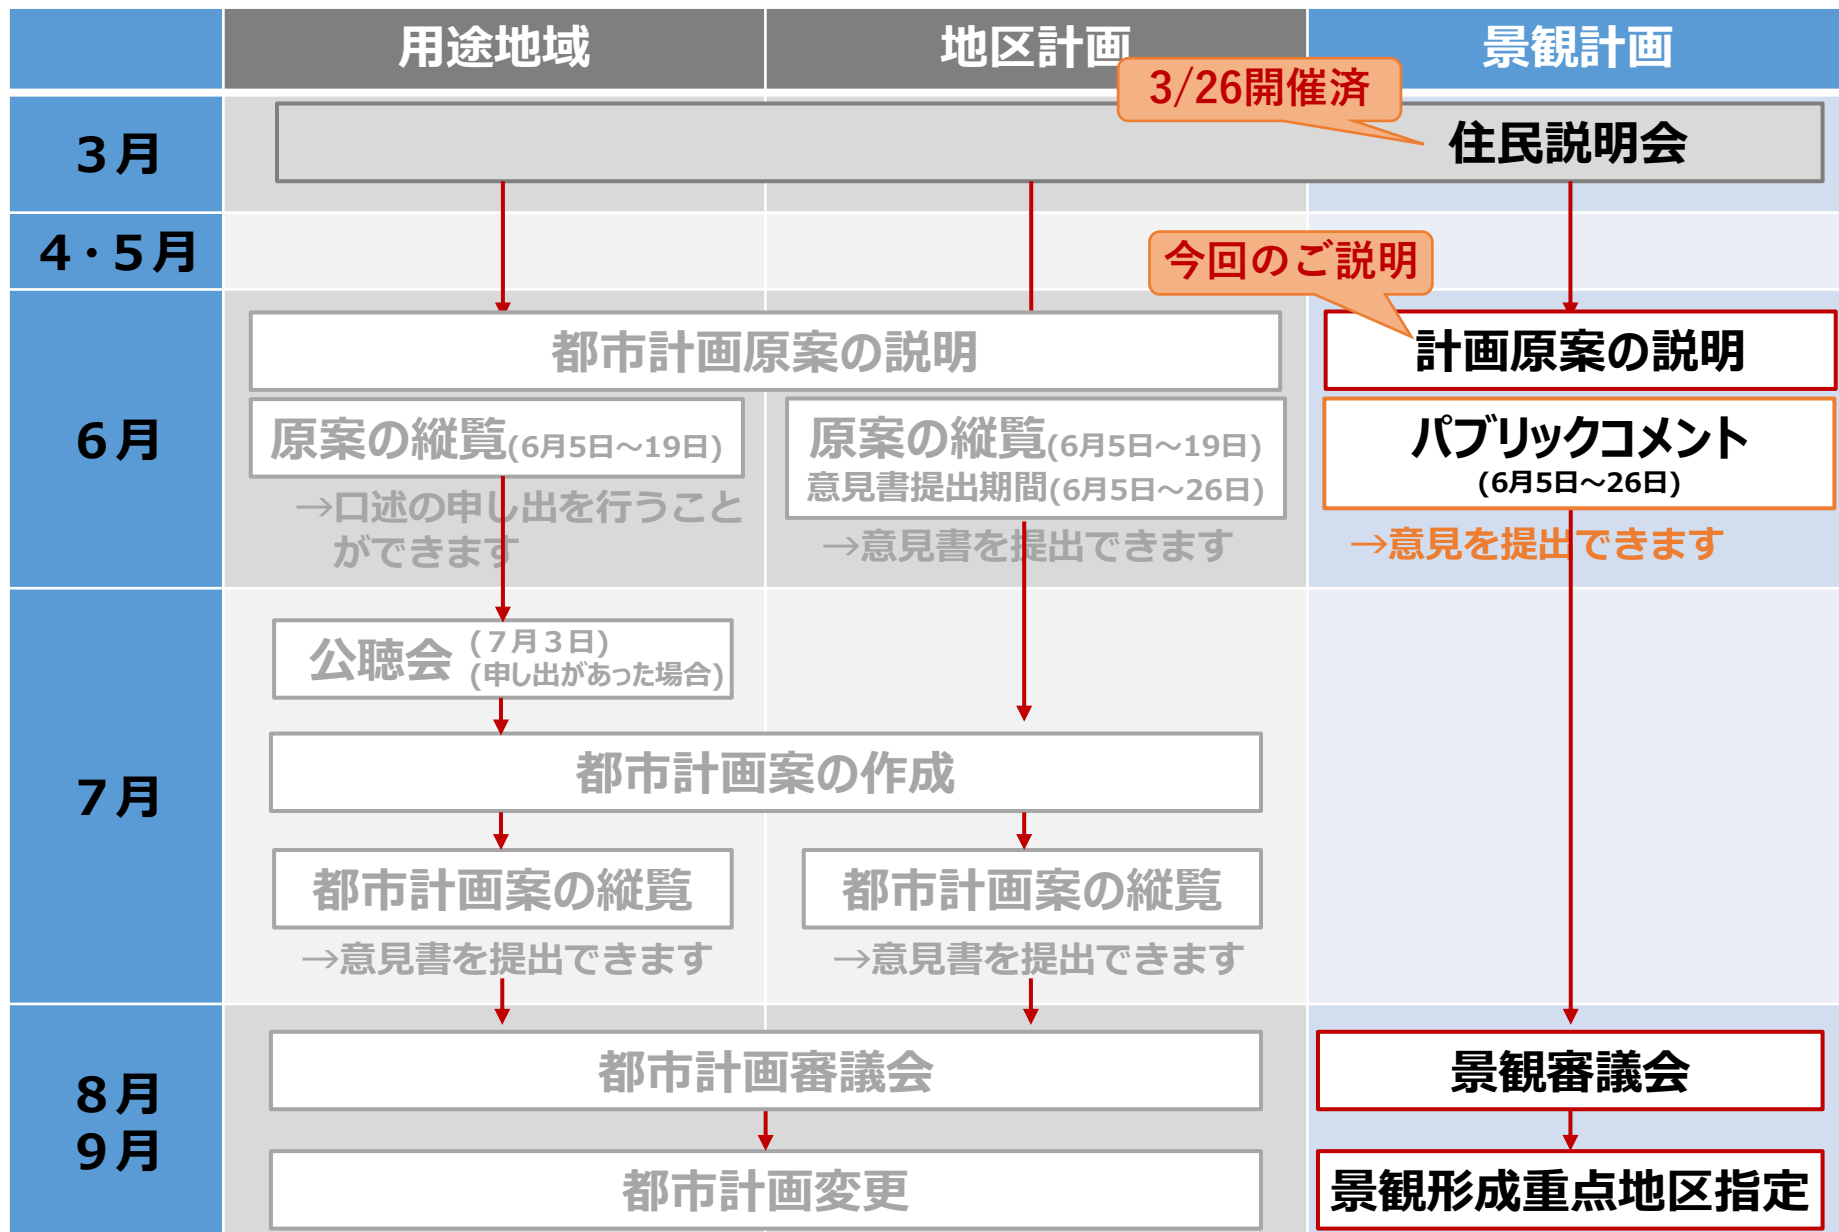 用途地域
地区計画
景観計画
3/26開催済
3月
住民説明会
4・5月
今回のご説明
6月
都市計画原案の説明
計画原案の説明
原案の縦覧(6月5日～19日)
→口述の申し出を行うこと
ができます
原案の縦覧(6月5日～19日)
意見書提出期間(6月5日～26日)
→意見書を提出できます
パブリックコメント
(6月5日～26日)
→意見を提出できます
7月
公聴会
(7月3日)
(申し出があった場合)
都市計画案の作成
都市計画案の縦覧
都市計画案の縦覧
→意見書を提出できます
→意見書を提出できます
8月
9月
都市計画審議会
景観審議会
都市計画変更
景観形成重点地区指定